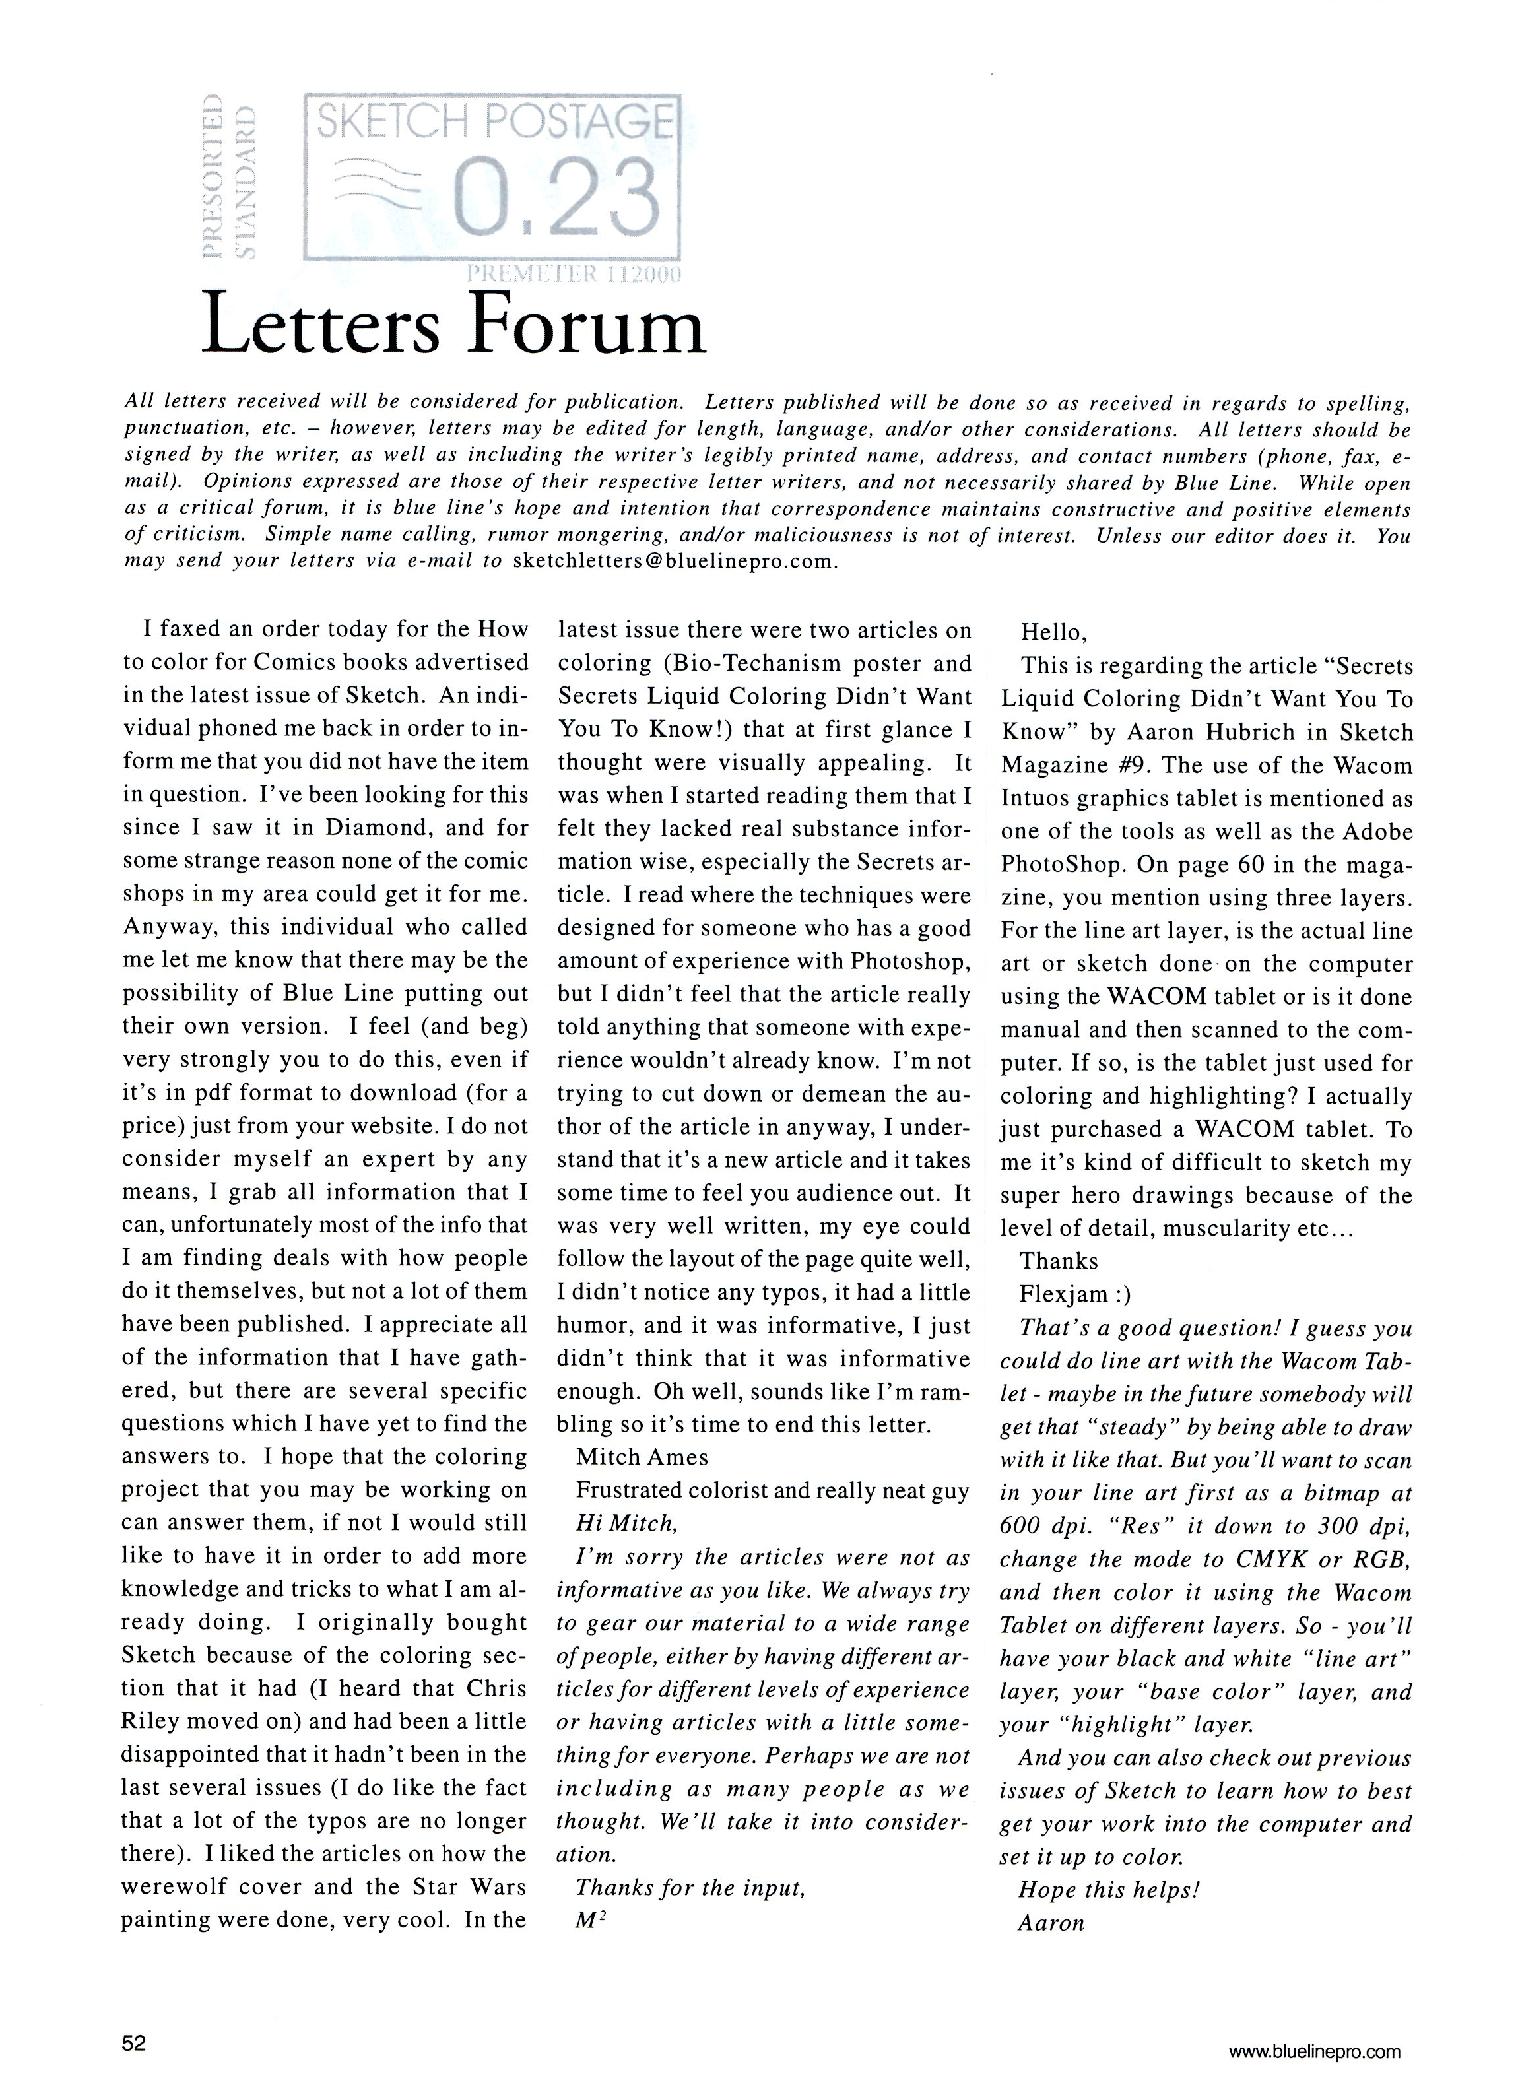 PRESORTED
STANDARD
SKETCH POSTAGE
0.23
PREMETER 112000
Letters Forum
All letters received will be considered for publication. Letters published will be done so as received in regards to spelling,
punctuation, etc. – however, letters may be edited for length, language, and/or other considerations. All letters should be
signed by the writer, as well as including the writer's legibly printed name, address, and contact numbers (phone, fax, e-
mail). Opinions expressed are those of their respective letter writers, and not necessarily shared by Blue Line. While open
as a critical forum, it is blue line's hope and intention that correspondence maintains constructive and positive elements
of criticism. Simple name calling, rumor mongering, and/or maliciousness is not of interest. Unless our editor does it. You
may send your letters via e-mail to sketchletters@bluelinepro.com.
I faxed an order today for the How
to color for Comics books advertised
in the latest issue of Sketch. An indi-
vidual phoned me back in order to in-
form me that you did not have the item
in question. I've been looking for this
since I saw it in Diamond, and for
some strange reason none of the comic
shops in my area could get it for me.
Anyway, this individual who called
me let me know that there may be the
possibility of Blue Line putting out
their own version. I feel (and beg)
very strongly you to do this, even if
it's in pdf format to download (for a
price) just from your website. I do not
consider myself an expert by any
means, I grab all information that I
can, unfortunately most of the info that
I am finding deals with how people
do it themselves, but not a lot of them
have been published. I appreciate all
of the information that I have gath-
ered, but there are several specific
questions which I have yet to find the
answers to. I hope that the coloring
project that you may be working on
can answer them, if not I would still
like to have it in order to add more
knowledge and tricks to what I am al-
ready doing. I originally bought
Sketch because of the coloring sec-
tion that it had (I heard that Chris
Riley moved on) and had been a little
disappointed that it hadn't been in the
last several issues (I do like the fact
that a lot of the typos are no longer
there). I liked the articles on how the
werewolf cover and the Star Wars
painting were done, very cool. In the
latest issue there were two articles on
coloring (Bio-Techanism poster and
Secrets Liquid Coloring Didn't Want
You To Know!) that at first glance I
thought were visually appealing. It
was when I started reading them that I
felt they lacked real substance infor-
mation wise, especially the Secrets ar-
ticle. I read where the techniques were
designed for someone who has a good
amount of experience with Photoshop,
but I didn't feel that the article really
told anything that someone with expe-
rience wouldn't already know. I'm not
trying to cut down or demean the au-
thor of the article in anyway, I under-
stand that it's a new article and it takes
some time to feel you audience out. It
was very well written, my eye could
follow the layout of the page quite well,
I didn't notice any typos, it had a little
humor, and it was informative, I just
didn't think that it was informative
enough. Oh well, sounds like I'm ram-
bling so it's time to end this letter.
Mitch Ames
Frustrated colorist and really neat guy
Hi Mitch,
I'm sorry the articles were not as
informative as you like. We always try
to gear our material to a wide range
of people, either by having different ar-
ticles for different levels of experience
or having articles with a little some-
thing for everyone. Perhaps we are not
including as many people as we
thought. We'll take it into consider-
ation.
Thanks for the input,
M²
Hello,
This is regarding the article “Secrets
Liquid Coloring Didn't Want You To
Know” by Aaron Hubrich in Sketch
Magazine #9. The use of the Wacom
Intuos graphics tablet is mentioned as
one of the tools as well as the Adobe
PhotoShop. On page 60 in the maga-
zine, you mention using three layers.
For the line art layer, is the actual line
art or sketch done on the computer
using the WACOM tablet or is it done
manual and then scanned to the com-
puter. If so, is the tablet just used for
coloring and highlighting? I actually
just purchased a WACOM tablet. To
me it's kind of difficult to sketch my
super hero drawings because of the
level of detail, muscularity etc...
Thanks
Flexjam :)
That's a good question! I guess you
could do line art with the Wacom Tab-
let - maybe in the future somebody will
get that “steady” by being able to draw
with it like that. But you'll want to scan
in your line art first as a bitmap at
600 dpi. “Res” it down to 300 dpi,
change the mode to CMYK or RGB,
and then color it using the Wacom
Tablet on different layers. So - you'll
have your black and white “line art”
layer, your “base color” layer, and
your “highlight” layer.
And you can also check out previous
issues of Sketch to learn how to best
get your work into the computer and
set it up to color.
Hope this helps!
Aaron
52
www.bluelinepro.com